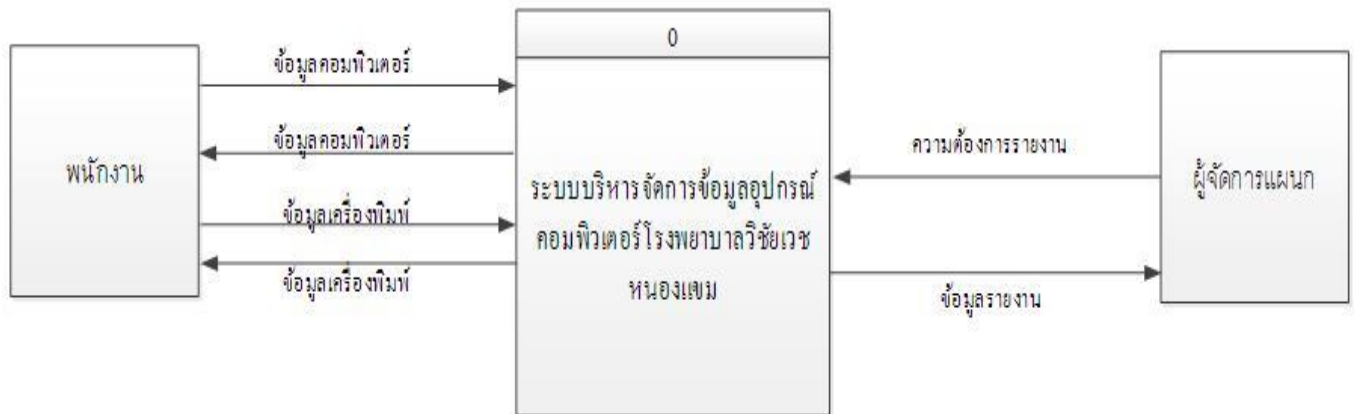 0
ข้อมูลคอมพิวเตอร์
ข้อมูลคอมพิวเตอร์
พนักงาน
ข้อมูลเครื่องพิมพ์
ข้อมูลเครื่องพิมพ์
ระบบบริหารจัดการข้อมูลอุปกรณ์
คอมพิวเตอร์โรงพยาบาลวิชัยเวช
หนองแขม
ความต้องการรายงาน
ผู้จัดการแผนก
ข้อมูลรายงาน